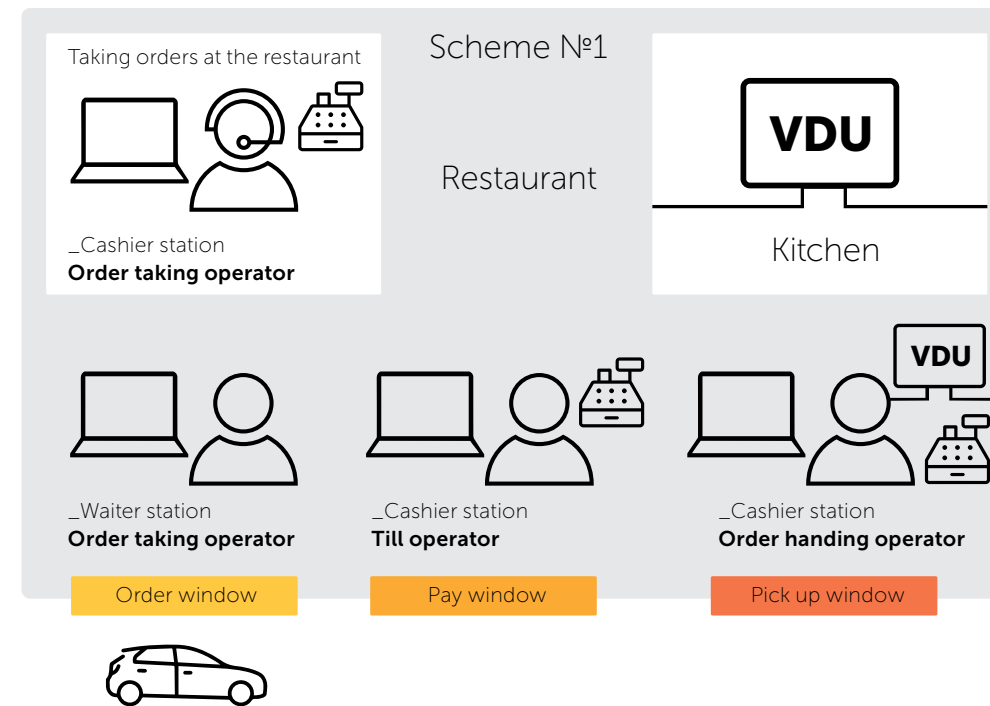 Scheme №1
Taking orders at the restaurant
_Cashier station
Order taking operator
Restaurant
VDU
Kitchen
_Waiter station
Order taking operator
Order window
_Cashier station
Till operator
Pay window
VDU
_Cashier station
Order handing operator
Pick up window